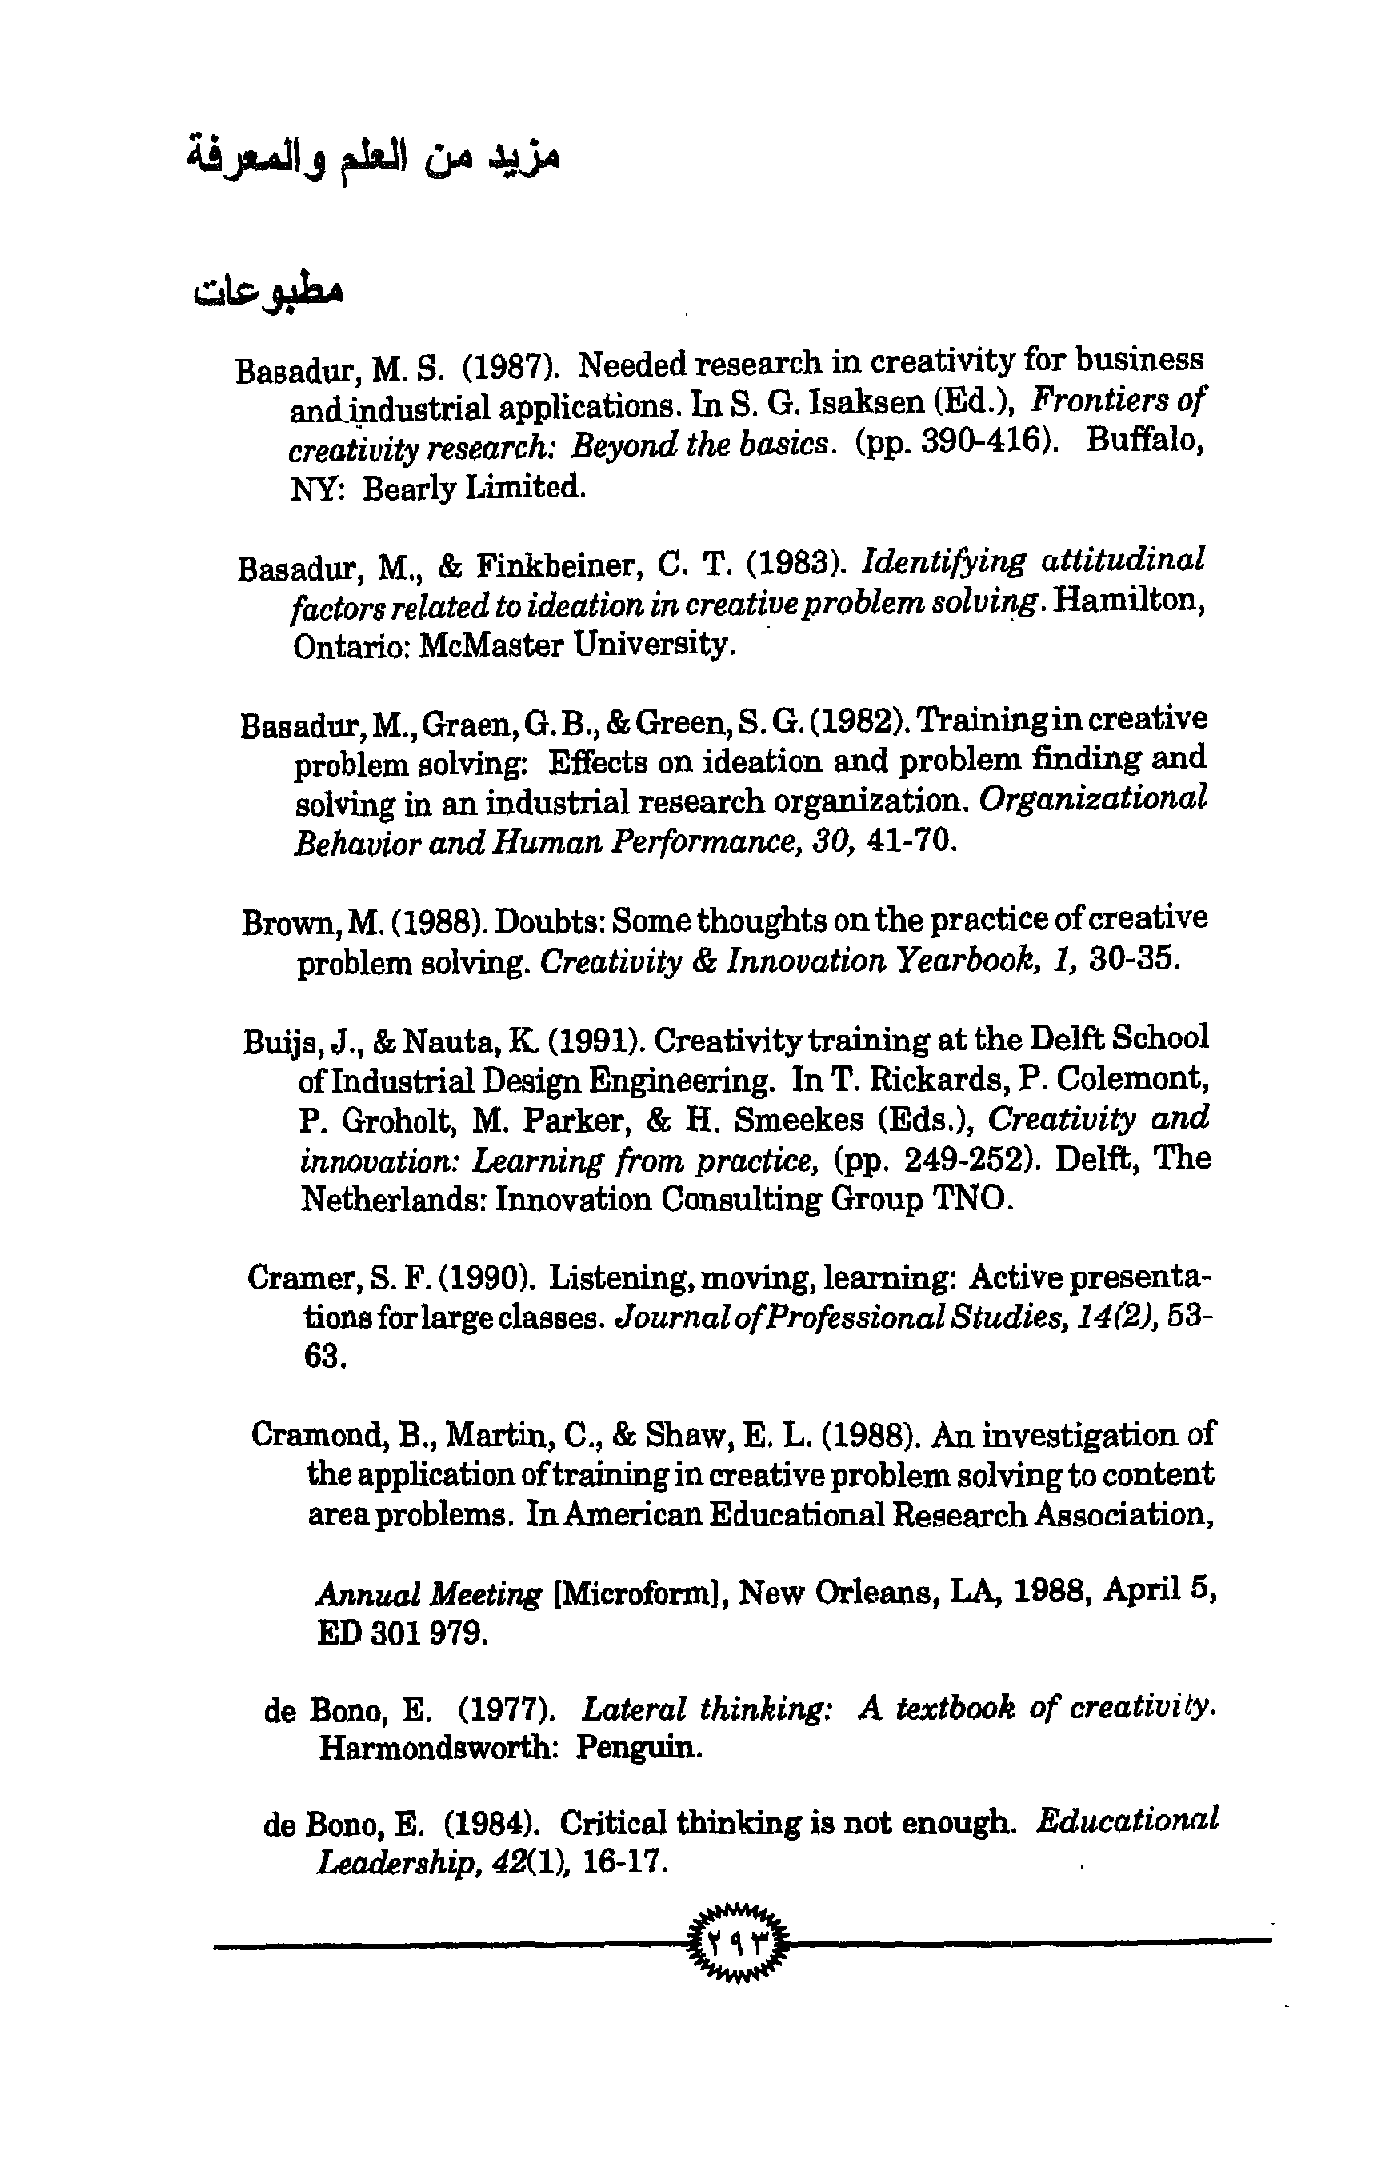 مزيد من العلم والمعرفة
مطبوعات
Basadur, M. S. (1987). Needed research in creativity for business
and industrial applications. In S. G. Isaksen (Ed.), Frontiers of
creativity research: Beyond the basics. (pp. 390-416). Buffalo,
NY: Bearly Limited.
Basadur, M., & Finkbeiner, C. T. (1983). Identifying attitudinal
factors related to ideation in creative problem solving. Hamilton,
Ontario: McMaster University.
Basadur, M., Graen, G. B., & Green, S. G. (1982). Training in creative
problem solving: Effects on ideation and problem finding and
solving in an industrial research organization. Organizational
Behavior and Human Performance, 30, 41-70.
Brown, M. (1988). Doubts: Some thoughts on the practice of creative
problem solving. Creativity & Innovation Yearbook, 1, 30-35.
Buijs, J., & Nauta, K. (1991). Creativity training at the Delft School
of Industrial Design Engineering. In T. Rickards, P. Colemont,
P. Groholt, M. Parker, & H. Smeekes (Eds.), Creativity and
innovation: Learning from practice, (pp. 249-252). Delft, The
Netherlands: Innovation Consulting Group TNO.
Cramer, S. F. (1990). Listening, moving, learning: Active presenta-
tions for large classes. Journal of Professional Studies, 14(2), 53-
63.
Cramond, B., Martin, C., & Shaw, E. L. (1988). An investigation of
the application of training in creative problem solving to content
area problems. In American Educational Research Association,
Annual Meeting [Microform], New Orleans, LA, 1988, April 5,
ED 301 979.
de Bono, E. (1977). Lateral thinking: A textbook of creativity.
Harmondsworth: Penguin.
de Bono, E. (1984). Critical thinking is not enough. Educational
Leadership, 42(1), 16-17.
٢٩٣